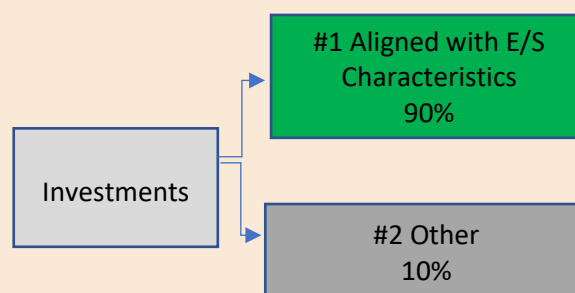 #1 Aligned with E/S
Characteristics
90%
Investments
#2 Other
10%